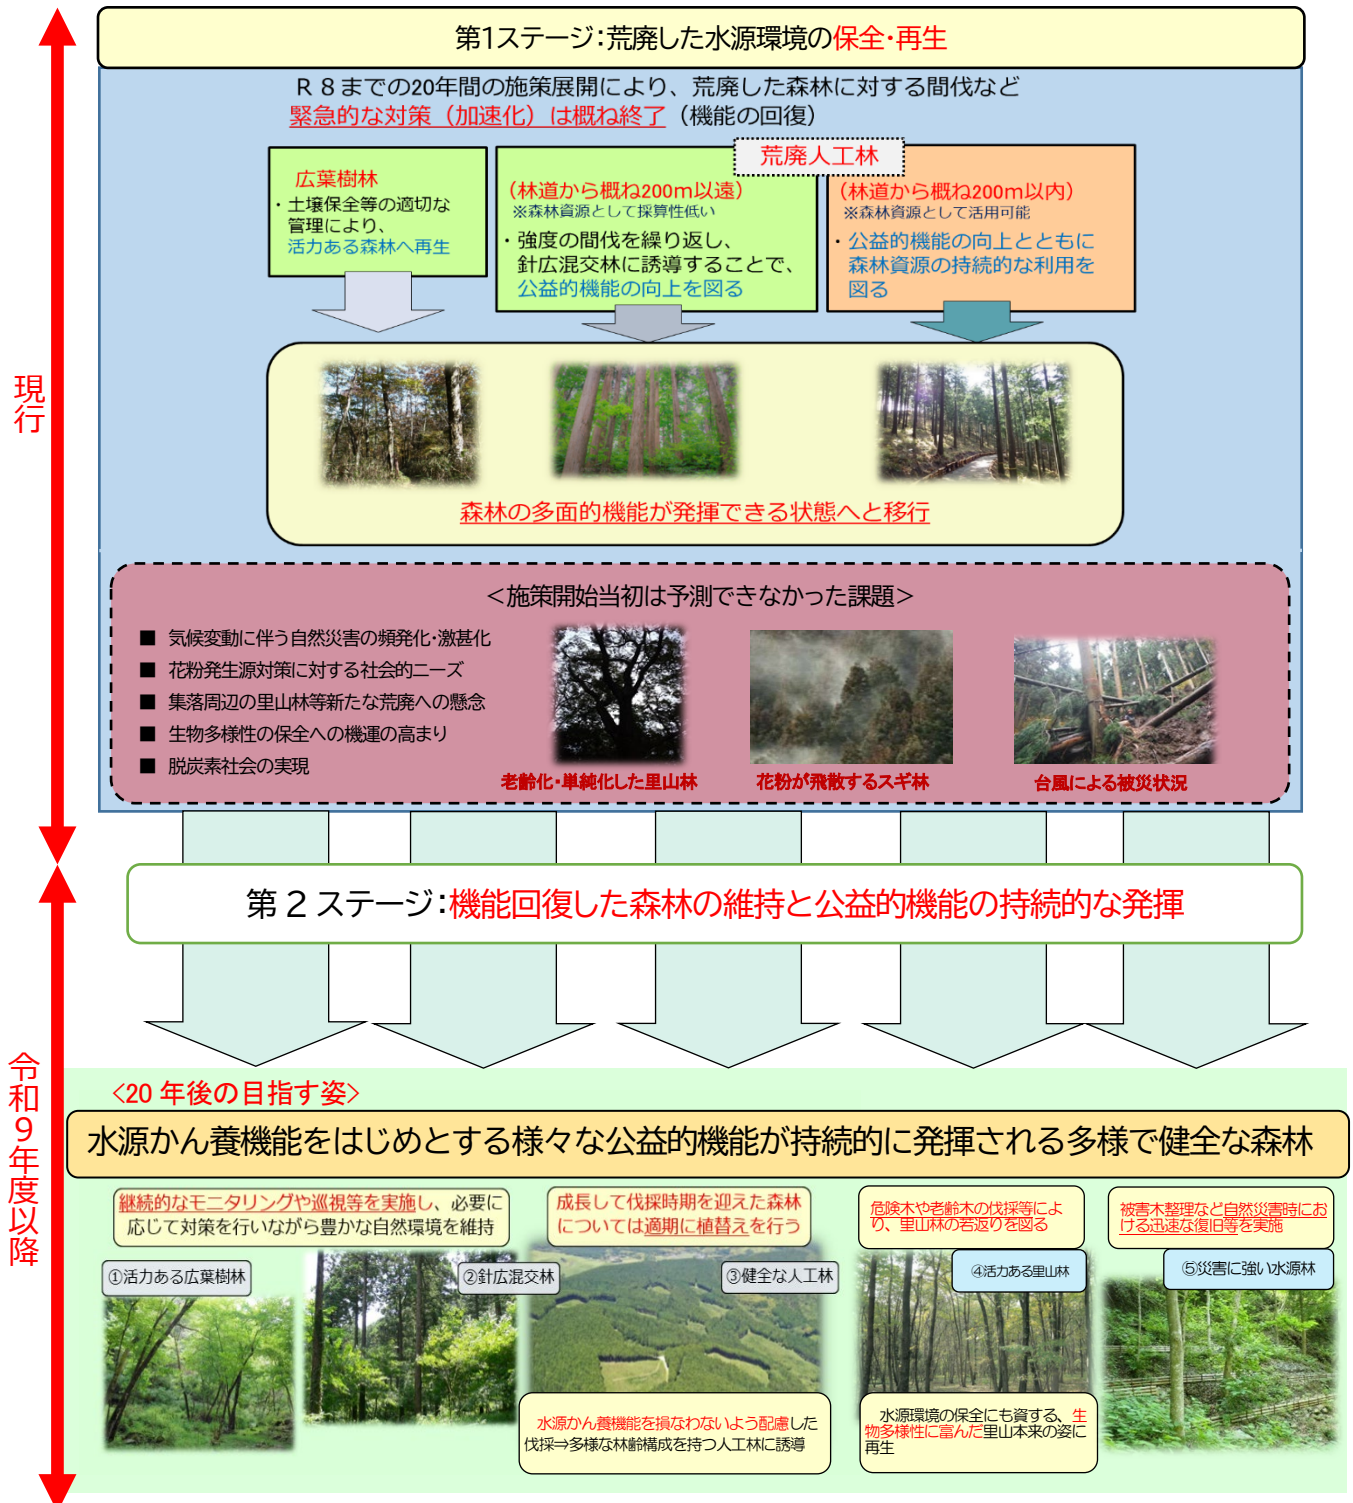 第1ステージ：荒廃した水源環境の保全・再生
Ｒ８までの20年間の施策展開により、荒廃した森林に対する間伐など
緊急的な対策（加速化）は概ね終了（機能の回復）
荒廃人工林
広葉樹林
・土壌保全等の適切な
管理により、
活力ある森林へ再生
（林道から概ね200ｍ以遠）
※森林資源として採算性低い
・強度の間伐を繰り返し、
針広混交林に誘導することで、
公益的機能の向上を図る
（林道から概ね200ｍ以内）
※森林資源として活用可能
・公益的機能の向上とともに
森林資源の持続的な利用を
図る
森林の多面的機能が発揮できる状態へと移行
現行
＜施策開始当初は予測できなかった課題＞
■ 気候変動に伴う自然災害の頻発化・激甚化
■ 花粉発生源対策に対する社会的ニーズ
■ 集落周辺の里山林等新たな荒廃への懸念
■ 生物多様性の保全への機運の高まり
■ 脱炭素社会の実現
老齢化・単純化した里山林
花粉が飛散するスギ林
台風による被災状況
第２ステージ：機能回復した森林の維持と公益的機能の持続的な発揮
令和９年度以降
<20 年後の目指す姿>
水源かん養機能をはじめとする様々な公益的機能が持続的に発揮される多様で健全な森林
継続的なモニタリングや巡視等を実施し、必要に
応じて対策を行いながら豊かな自然環境を維持
成長して伐採時期を迎えた森林
については適期に植替えを行う
危険木や老齢木の伐採等によ
り、里山林の若返りを図る
被害木整理など自然災害時にお
ける迅速な復旧等を実施
①活力ある広葉樹林
②針広混交林
③健全な人工林
④活力ある里山林
⑤災害に強い水源林
水源かん養機能を損なわないよう配慮した
伐採⇒多様な林齢構成を持つ人工林に誘導
水源環境の保全にも資する、生
物多様性に富んだ里山本来の姿に
再生